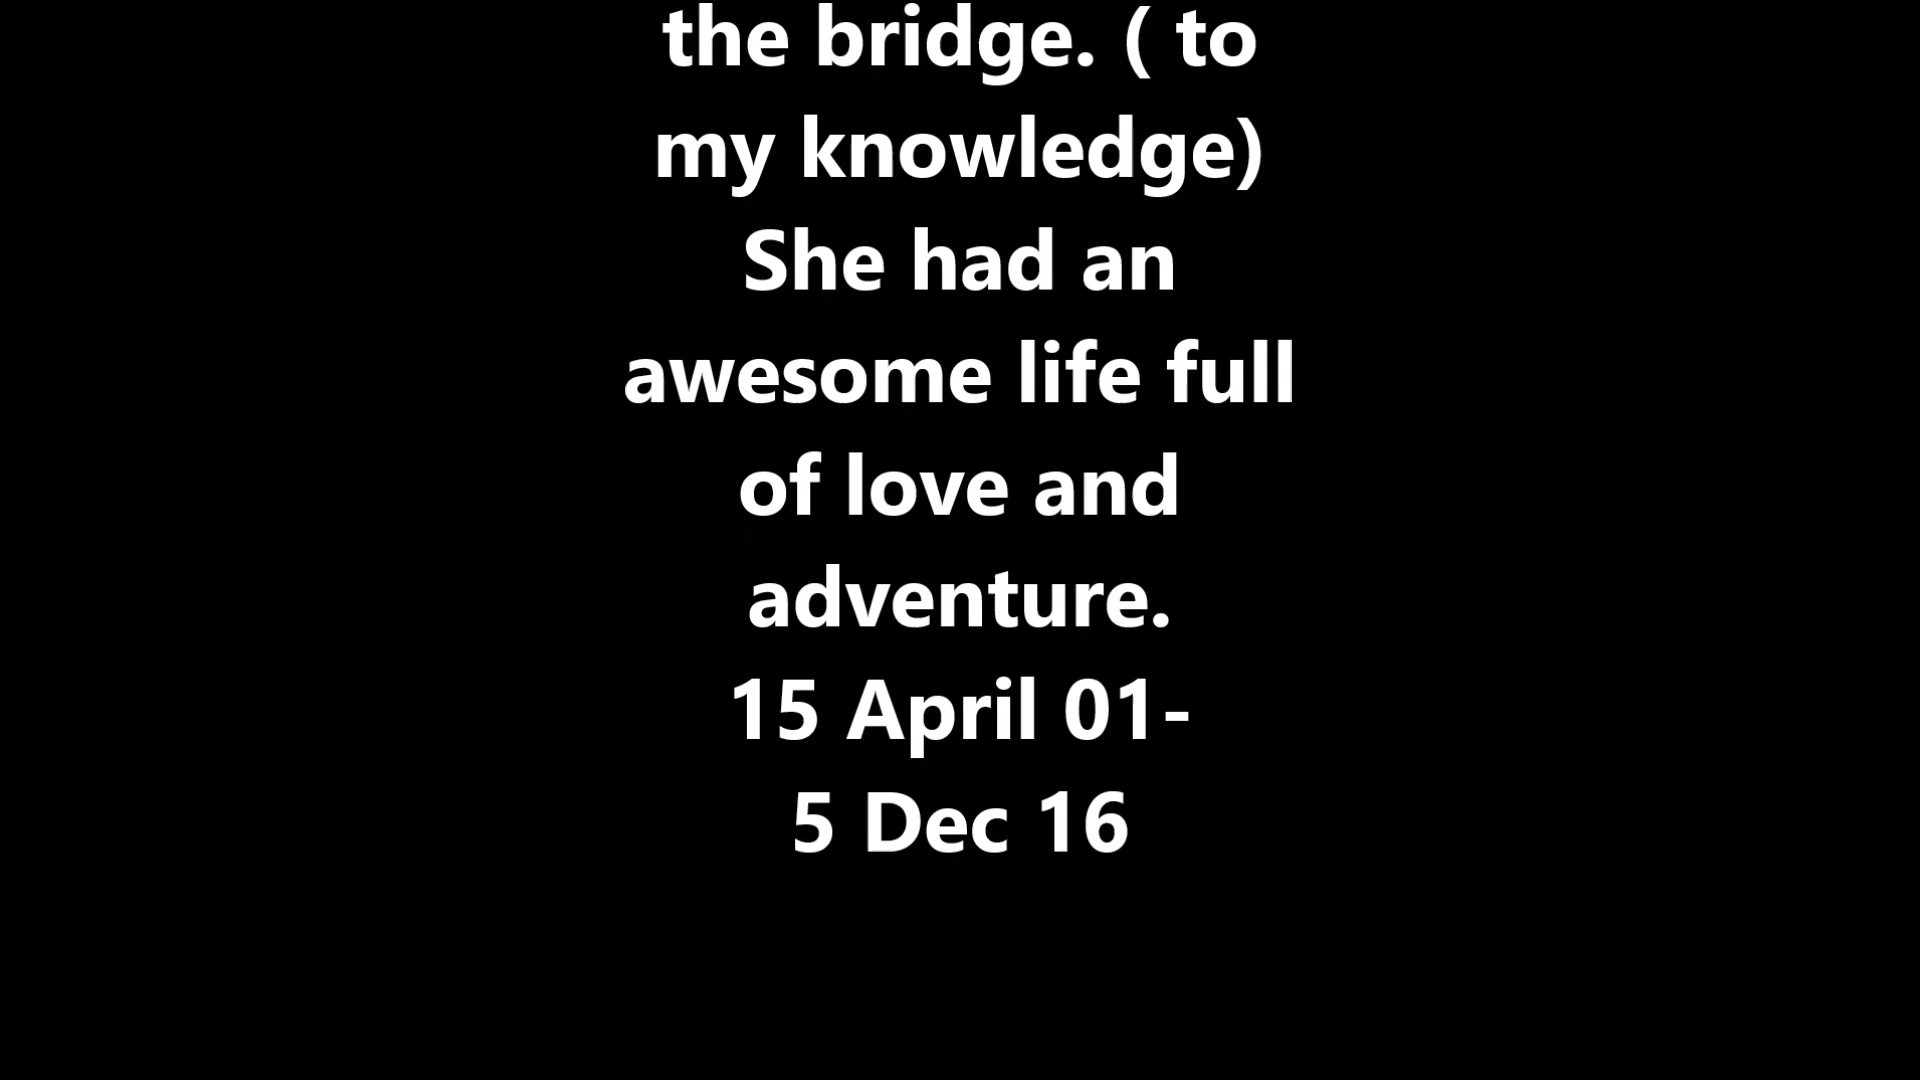 the bridge. ( to
my knowledge)
She had an
awesome life full
of love and
adventure.
15 April 01-
5 Dec 16